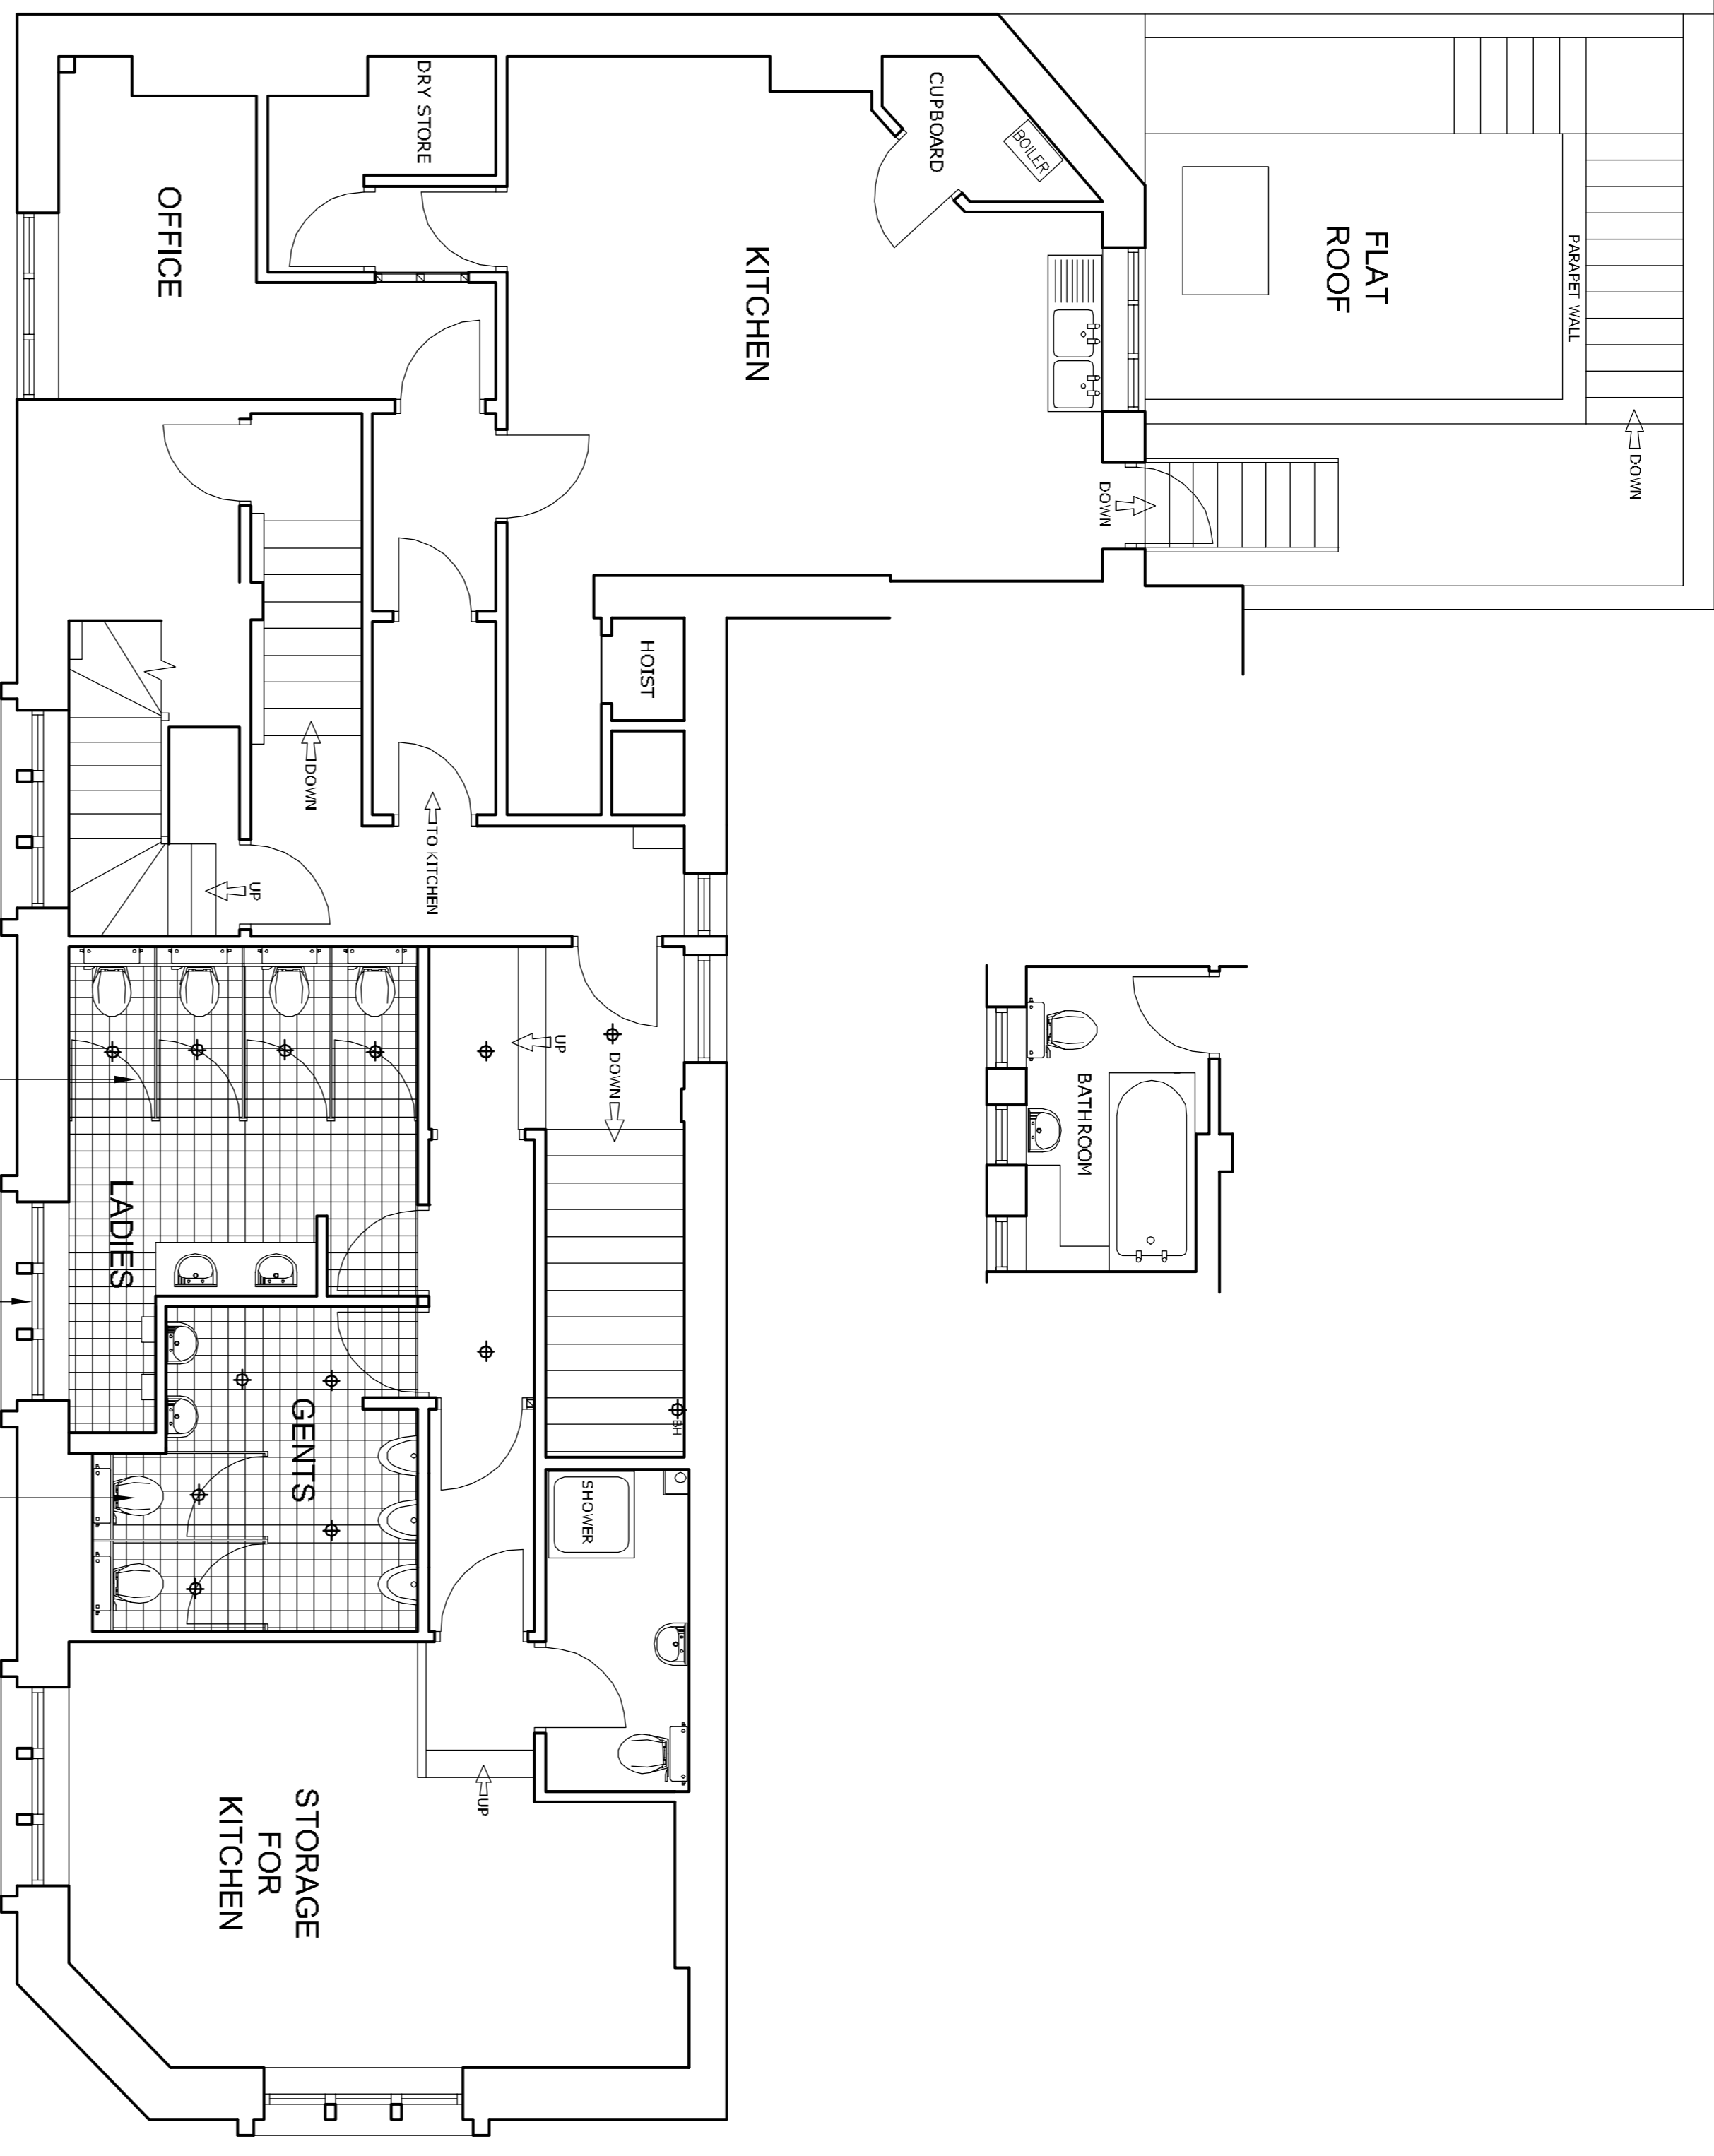 DRY STORE
CUPBOARD
BOILER
OFFICE
KITCHEN
FLAT
ROOF
PARAPET WALL
DOWN
DOWN
HOIST
DOWN
TO KITCHEN
UP
UP
DOWN
BATHROOM
LADIES
BH
GENTS
SHOWER
UP
STORAGE
FOR
KITCHEN